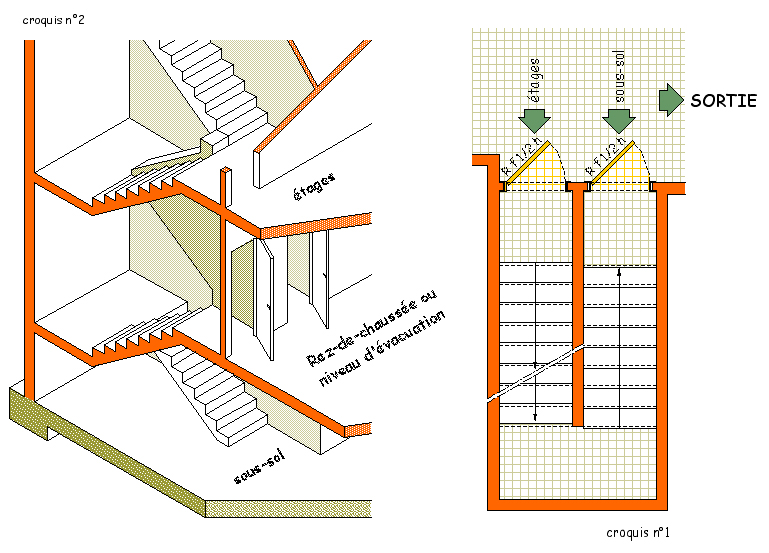 croquis n°2
étages
Rez-de-chaussée ou
niveau d'évacuation
sous-sol
étages
sous-sol
SORTIE
R f 1/2 h
R f 1/2 h
croquis n°1